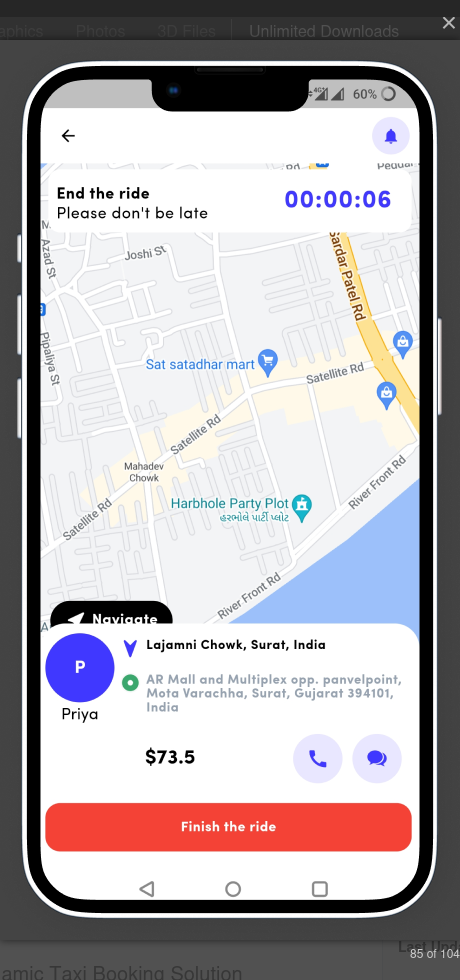 aphics Photos 3D Files Unlimited Downloads
4G 60%
Rd Peddar
End the ride
00:00:06
Please don't be late
M
Azad St
Joshi St
Sardar Patel Rd
Pipaliya St
Sat satadhar mart
Satellite Rd
Satellite Rd
Mahadev
Chowk
Harbhole Party Plot
હરભોલે પાર્ટી પ્લોટ
River Front Rd
Satellite Rd
River Front Rd
Navigate
P
Priya
Lajamni Chowk, Surat, India
AR Mall and Multiplex opp. panvelpoint,
Mota Varachha, Surat, Gujarat 394101,
India
$73.5
Finish the ride
85 of 104
Last Upd
amic Taxi Booking Solution